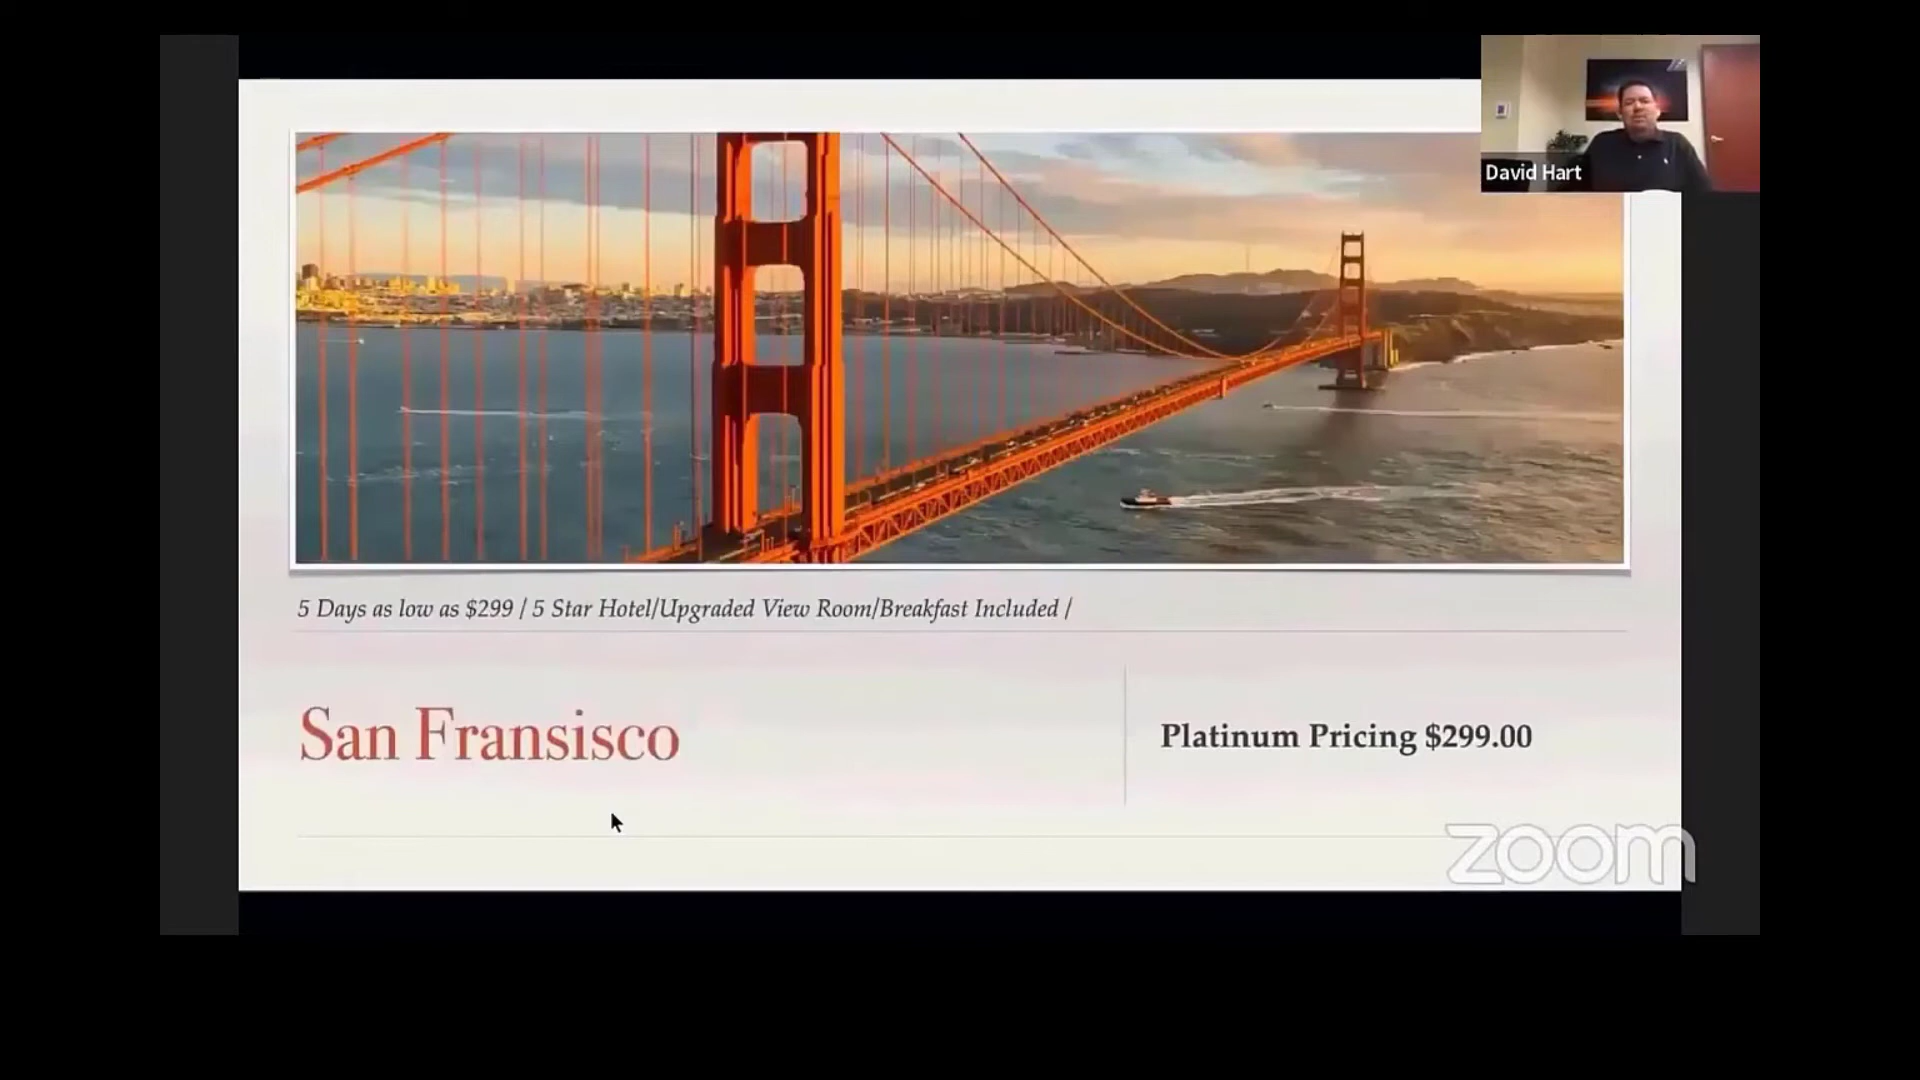 David Hart
5 Days as low as $299 / 5 Star Hotel/Upgraded View Room/Breakfast Included /
San Fransisco
Platinum Pricing $299.00
zoom